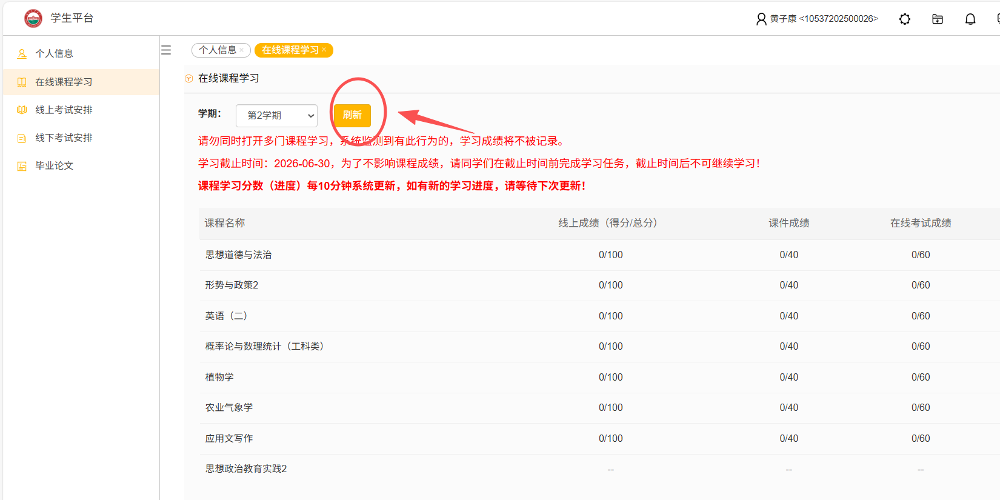 学生平台
黄子康 <10537202500026>
个人信息
在线课程学习
线上考试安排
线下考试安排
毕业论文
个人信息 ×
在线课程学习 ×
在线课程学习
学期：
第2学期
刷新
请勿同时打开多门课程学习，系统监测到有此行为的，学习成绩将不被记录。
学习截止时间：2026-06-30，为了不影响课程成绩，请同学们在截止时间前完成学习任务，截止时间后不可继续学习！
课程学习分数（进度）每10分钟系统更新，如有新的学习进度，请等待下次更新！
课程名称 线上成绩（得分/总分） 课件成绩 在线考试成绩
思想道德与法治 0/100 0/40 0/60
形势与政策2 0/100 0/40 0/60
英语（二） 0/100 0/40 0/60
概率论与数理统计（工科类） 0/100 0/40 0/60
植物学 0/100 0/40 0/60
农业气象学 0/100 0/40 0/60
应用文写作 0/100 0/40 0/60
思想政治教育实践2 -- -- --